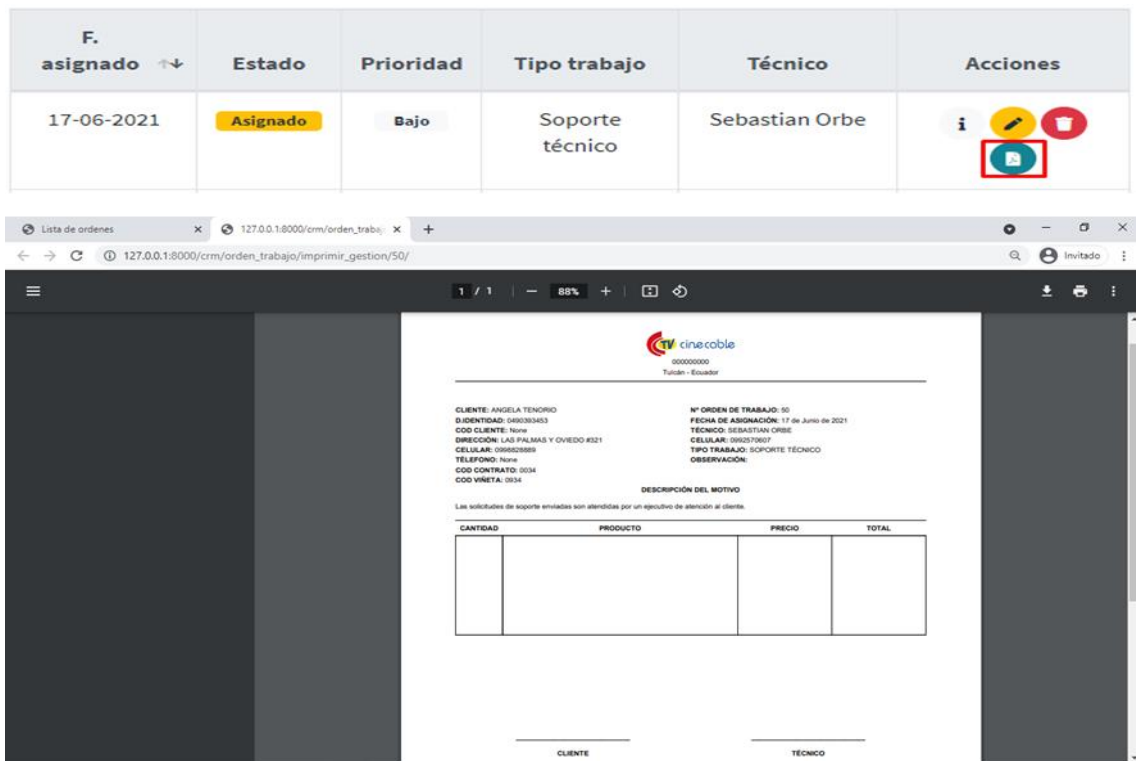 F.
asignado
Estado
Prioridad
Tipo trabajo
Técnico
Acciones
17-06-2021
Asignado
Bajo
Soporte
técnico
Sebastian Orbe
i
Lista de ordenes
127.0.0.1:8000/crm/orden_trabaj
127.0.0.1:8000/crm/orden_trabajo/imprimir_gestion/50/
Invitado
1 / 1
88%
TV cinecable
000000000
Tulcán - Ecuador
CLIENTE: ANGELA TENORIO
D.IDENTIDAD: 0490393453
COD CLIENTE: None
DIRECCIÓN: LAS PALMAS Y OVIEDO #321
CELULAR: 0998828889
TÉLEFONO: None
COD CONTRATO: 0034
COD VIÑETA: 0934
Nº ORDEN DE TRABAJO: 50
FECHA DE ASIGNACIÓN: 17 de Junio de 2021
TÉCNICO: SEBASTIAN ORBE
CELULAR: 0992570607
TIPO TRABAJO: SOPORTE TÉCNICO
OBSERVACIÓN:
DESCRIPCIÓN DEL MOTIVO
Las solicitudes de soporte enviadas son atendidas por un ejecutivo de atención al cliente.
CANTIDAD PRODUCTO PRECIO TOTAL
CLIENTE
TÉCNICO